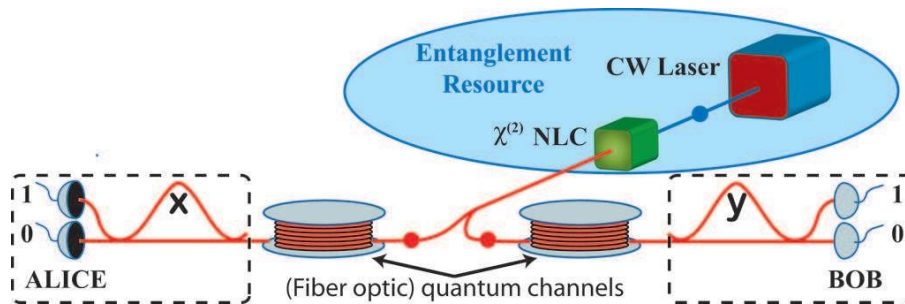 Entanglement
Resource
CW Laser
χ(2) NLC
1
x
y
1
0
0
ALICE
(Fiber optic) quantum channels
BOB